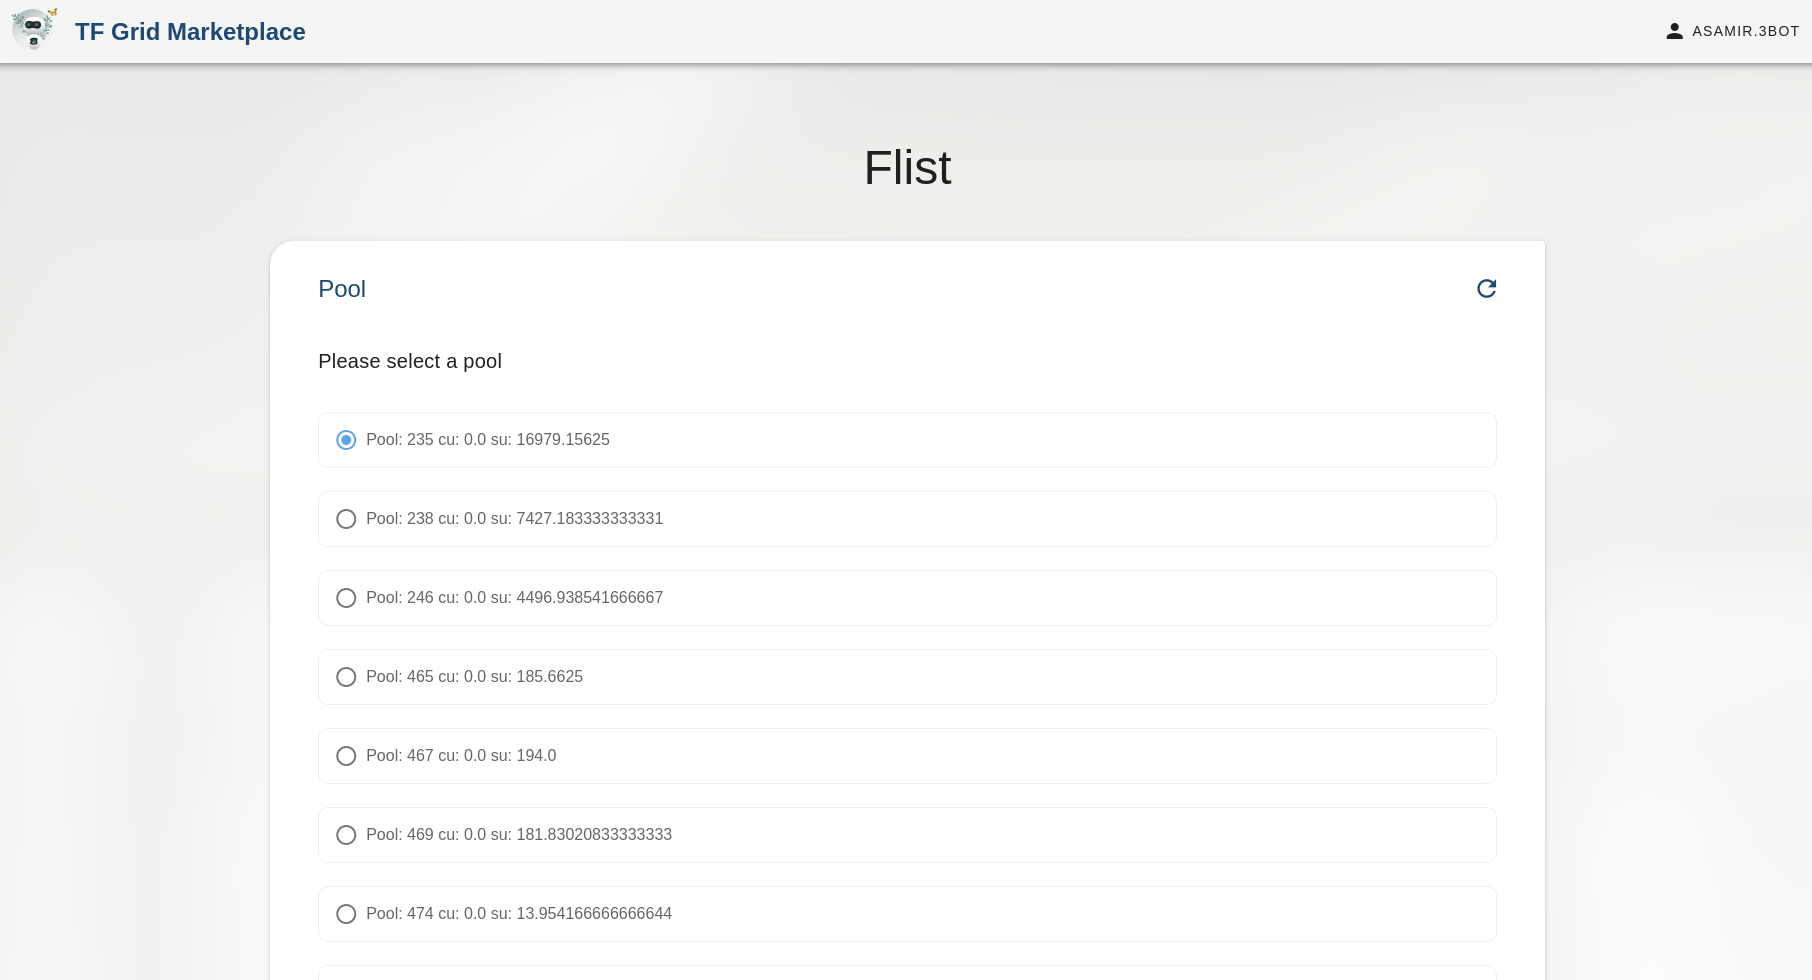 TF Grid Marketplace
ASAMIR.3BOT
Flist
Pool
Please select a pool
Pool: 235 cu: 0.0 su: 16979.15625
Pool: 238 cu: 0.0 su: 7427.183333333331
Pool: 246 cu: 0.0 su: 4496.938541666667
Pool: 465 cu: 0.0 su: 185.6625
Pool: 467 cu: 0.0 su: 194.0
Pool: 469 cu: 0.0 su: 181.83020833333333
Pool: 474 cu: 0.0 su: 13.954166666666644